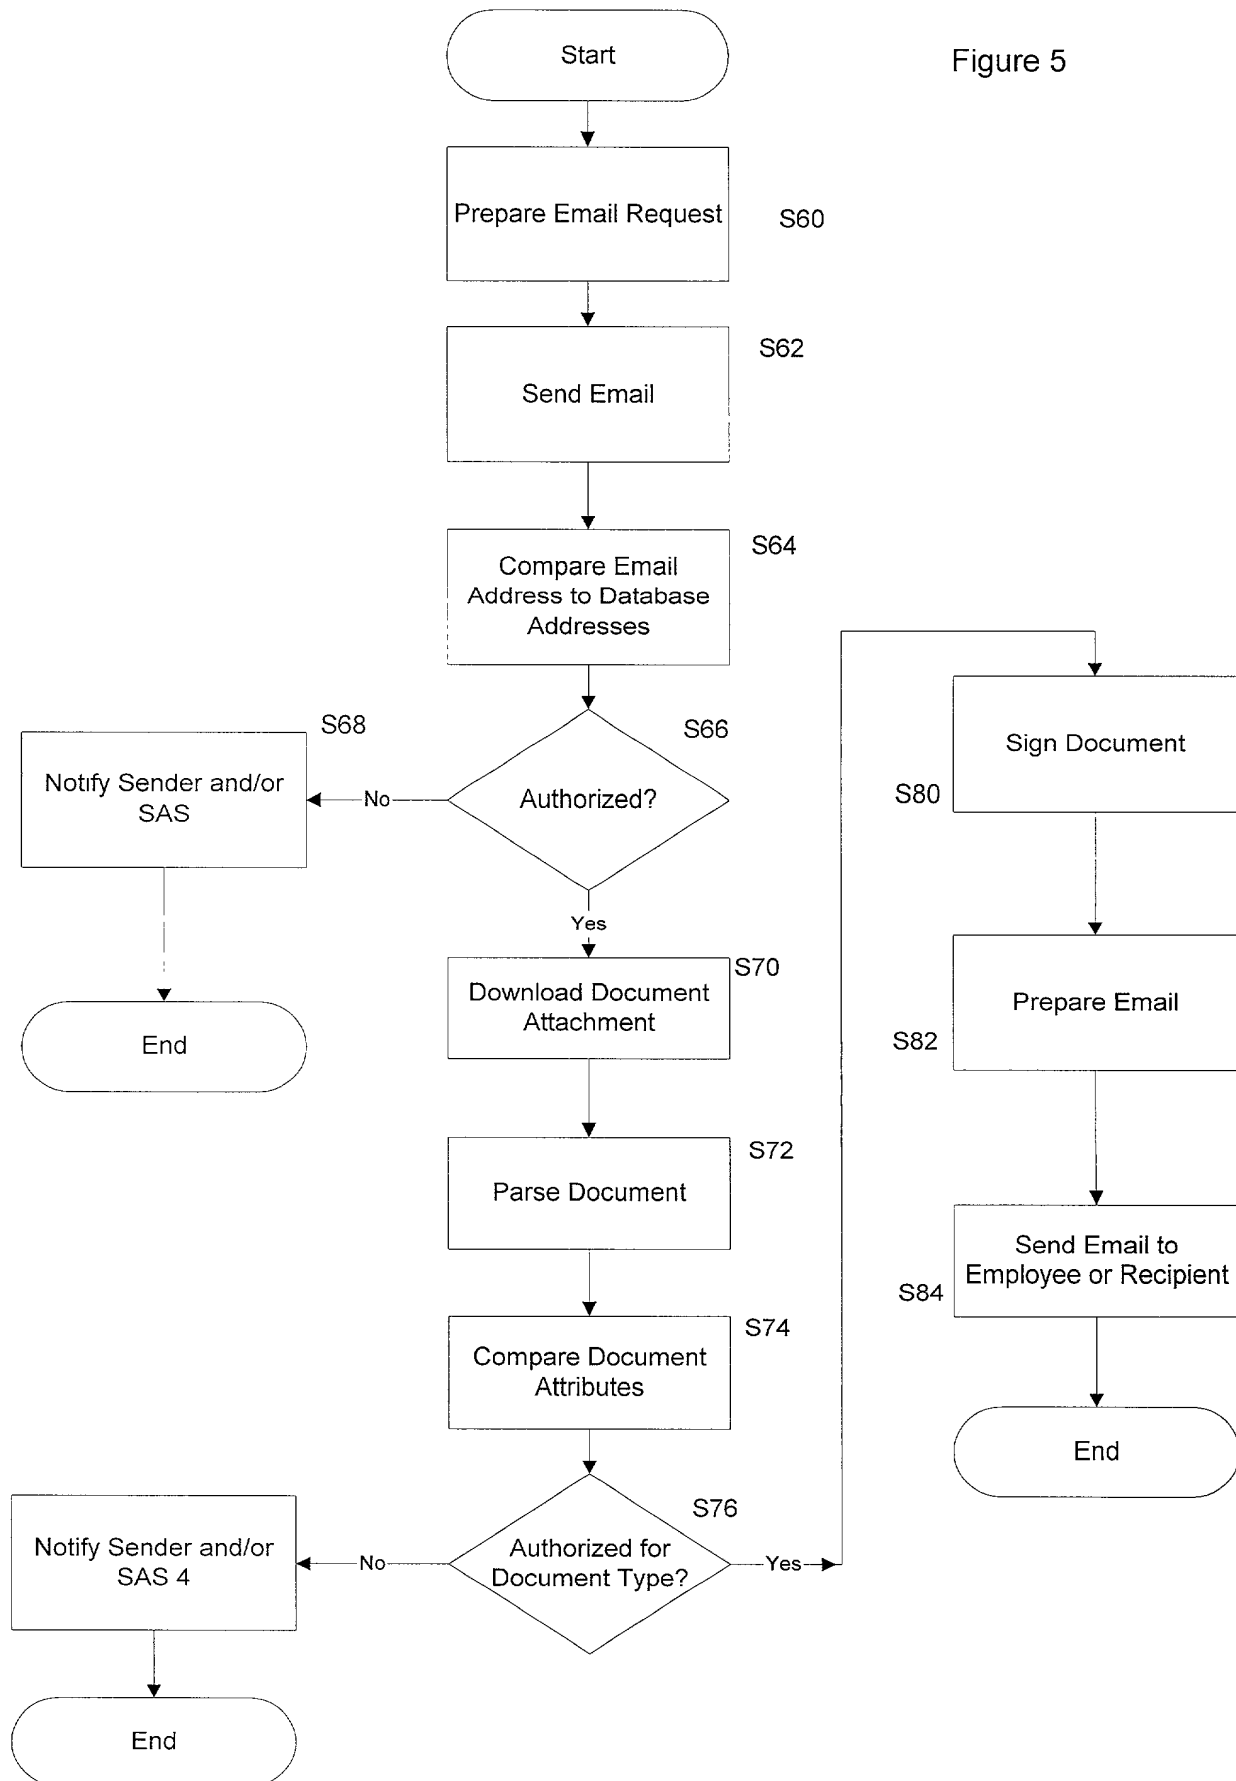 Start
Figure 5
Prepare Email Request
S60
S62
Send Email
S64
Compare Email
Address to Database
Addresses
S68
S66
Notify Sender and/or
SAS
No
Authorized?
Yes
End
S70
Download Document
Attachment
S72
Parse Document
S74
Compare Document
Attributes
S76
Notify Sender and/or
SAS 4
No
Authorized for
Document Type?
Yes
End
Sign Document
S80
Prepare Email
S82
Send Email to
Employee or Recipient
S84
End